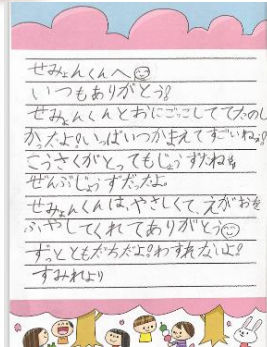 せみょんくんへ
いつもありがとう!
せみょんくんとおにごっこしててたのし
かったよ!いっぱいつかまえてすごいね!
こうさくがとってもじょうずだね
ぜんぶじょうずだったよ。
せみょんくんは、やさしくて、えがおを
ふやしてくれてありがとう
ずっとともだちだよ!わすれないよ!
すみれより